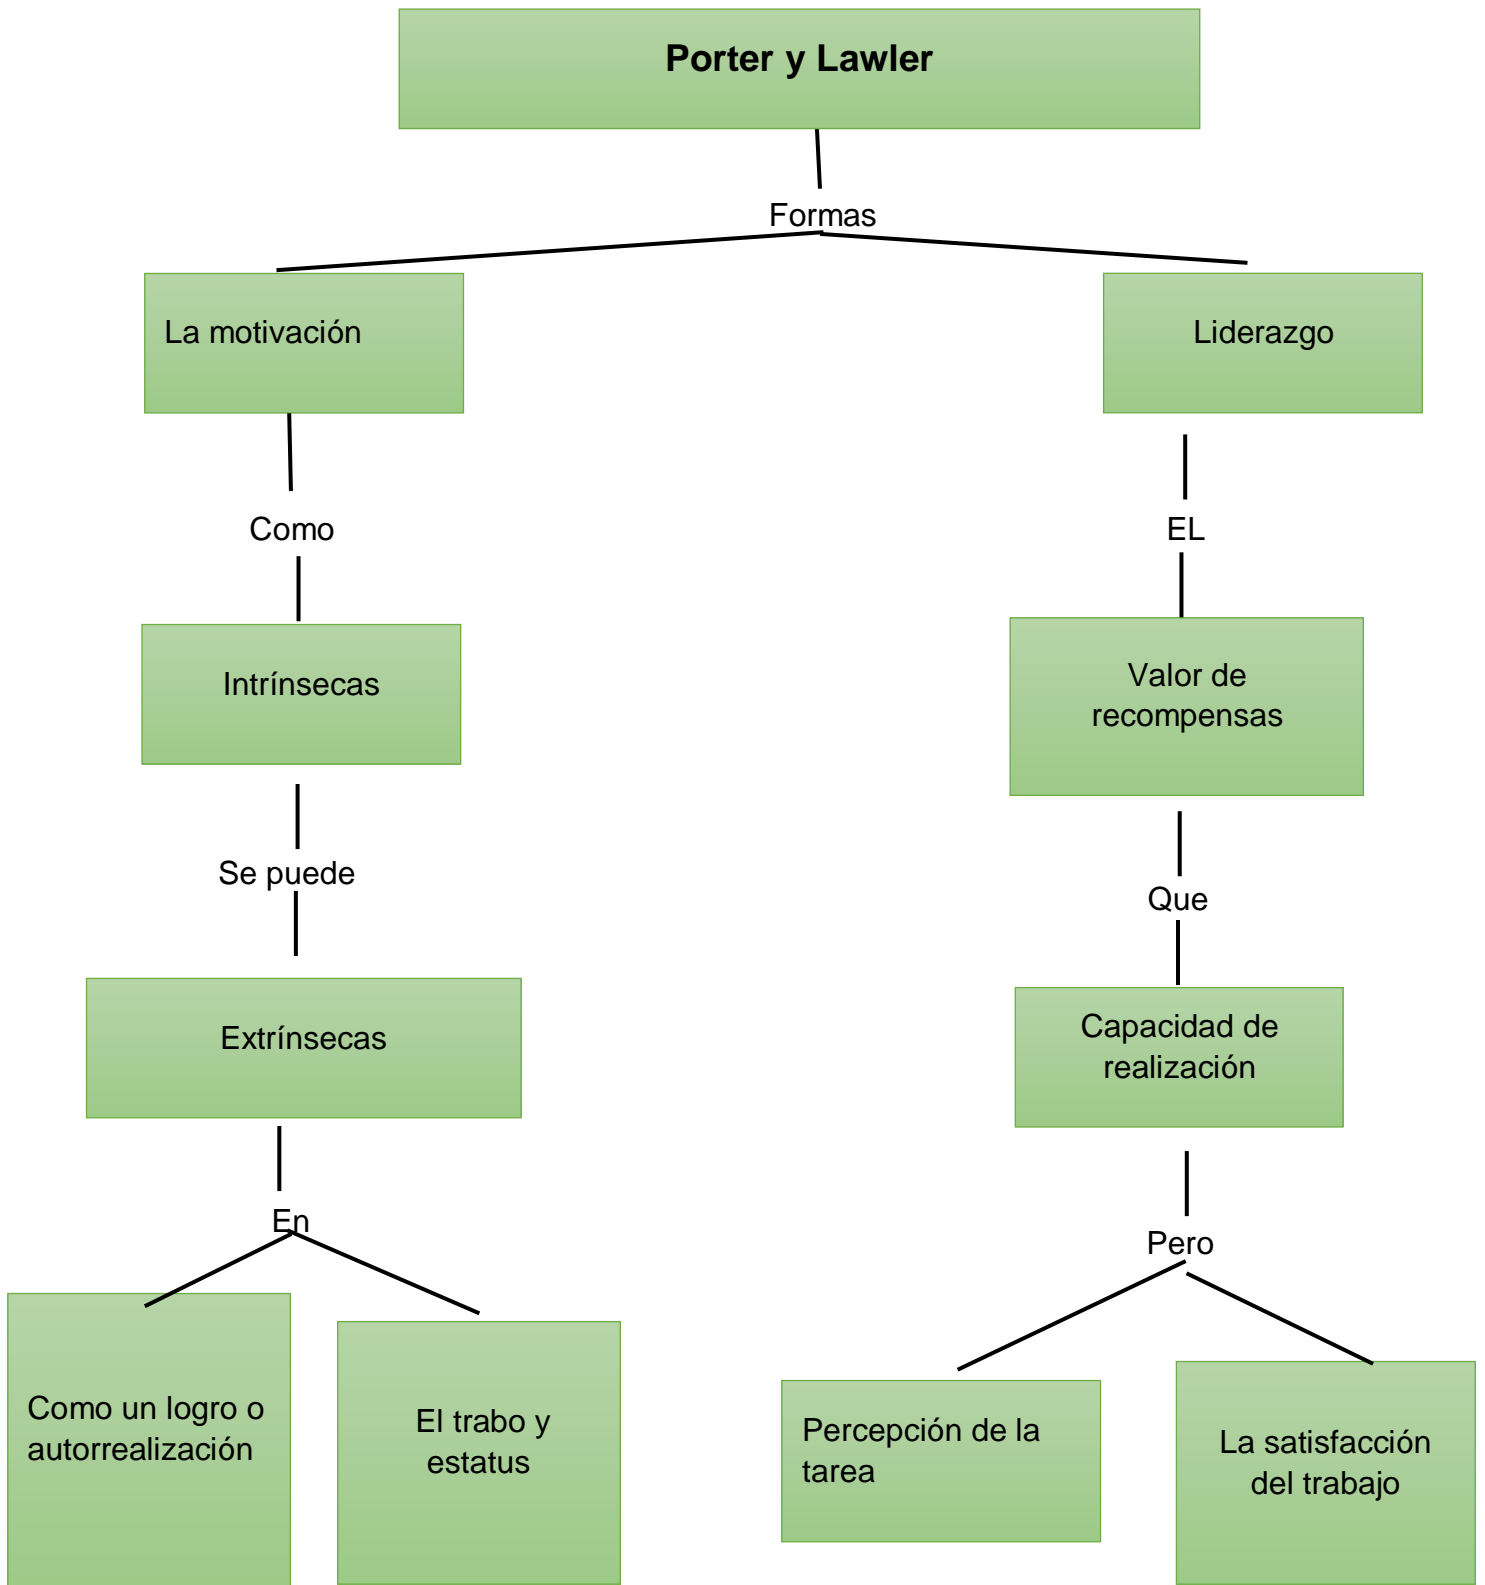 Porter y Lawler
Formas
La motivación
Liderazgo
Como
EL
Intrínsecas
Valor de
recompensas
Se puede
Que
Extrínsecas
Capacidad de
realización
En
Pero
Como un logro o
autorrealización
El trabo y
estatus
Percepción de la
tarea
La satisfacción
del trabajo